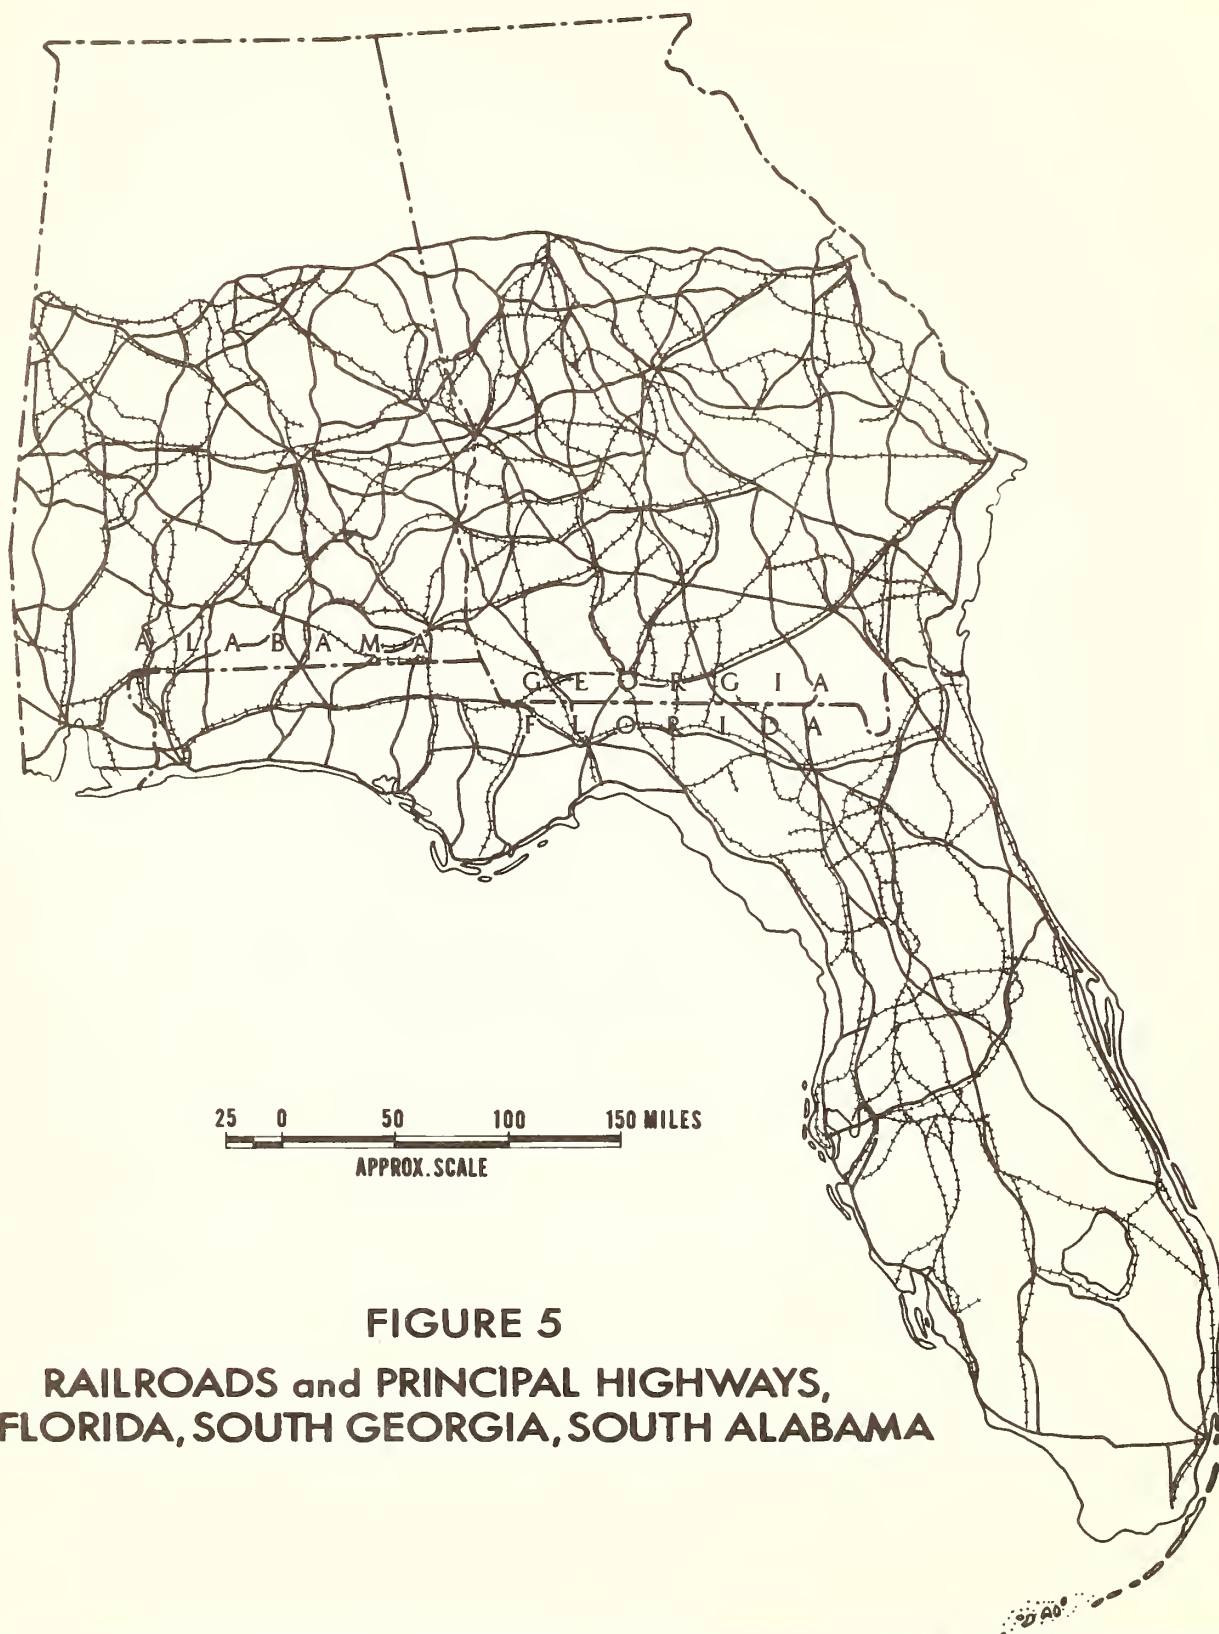 ALABAMA
GEORGIA
FLORIDA
25 0 50 100 150 MILES
APPROX. SCALE
FIGURE 5
RAILROADS and PRINCIPAL HIGHWAYS,
FLORIDA, SOUTH GEORGIA, SOUTH ALABAMA